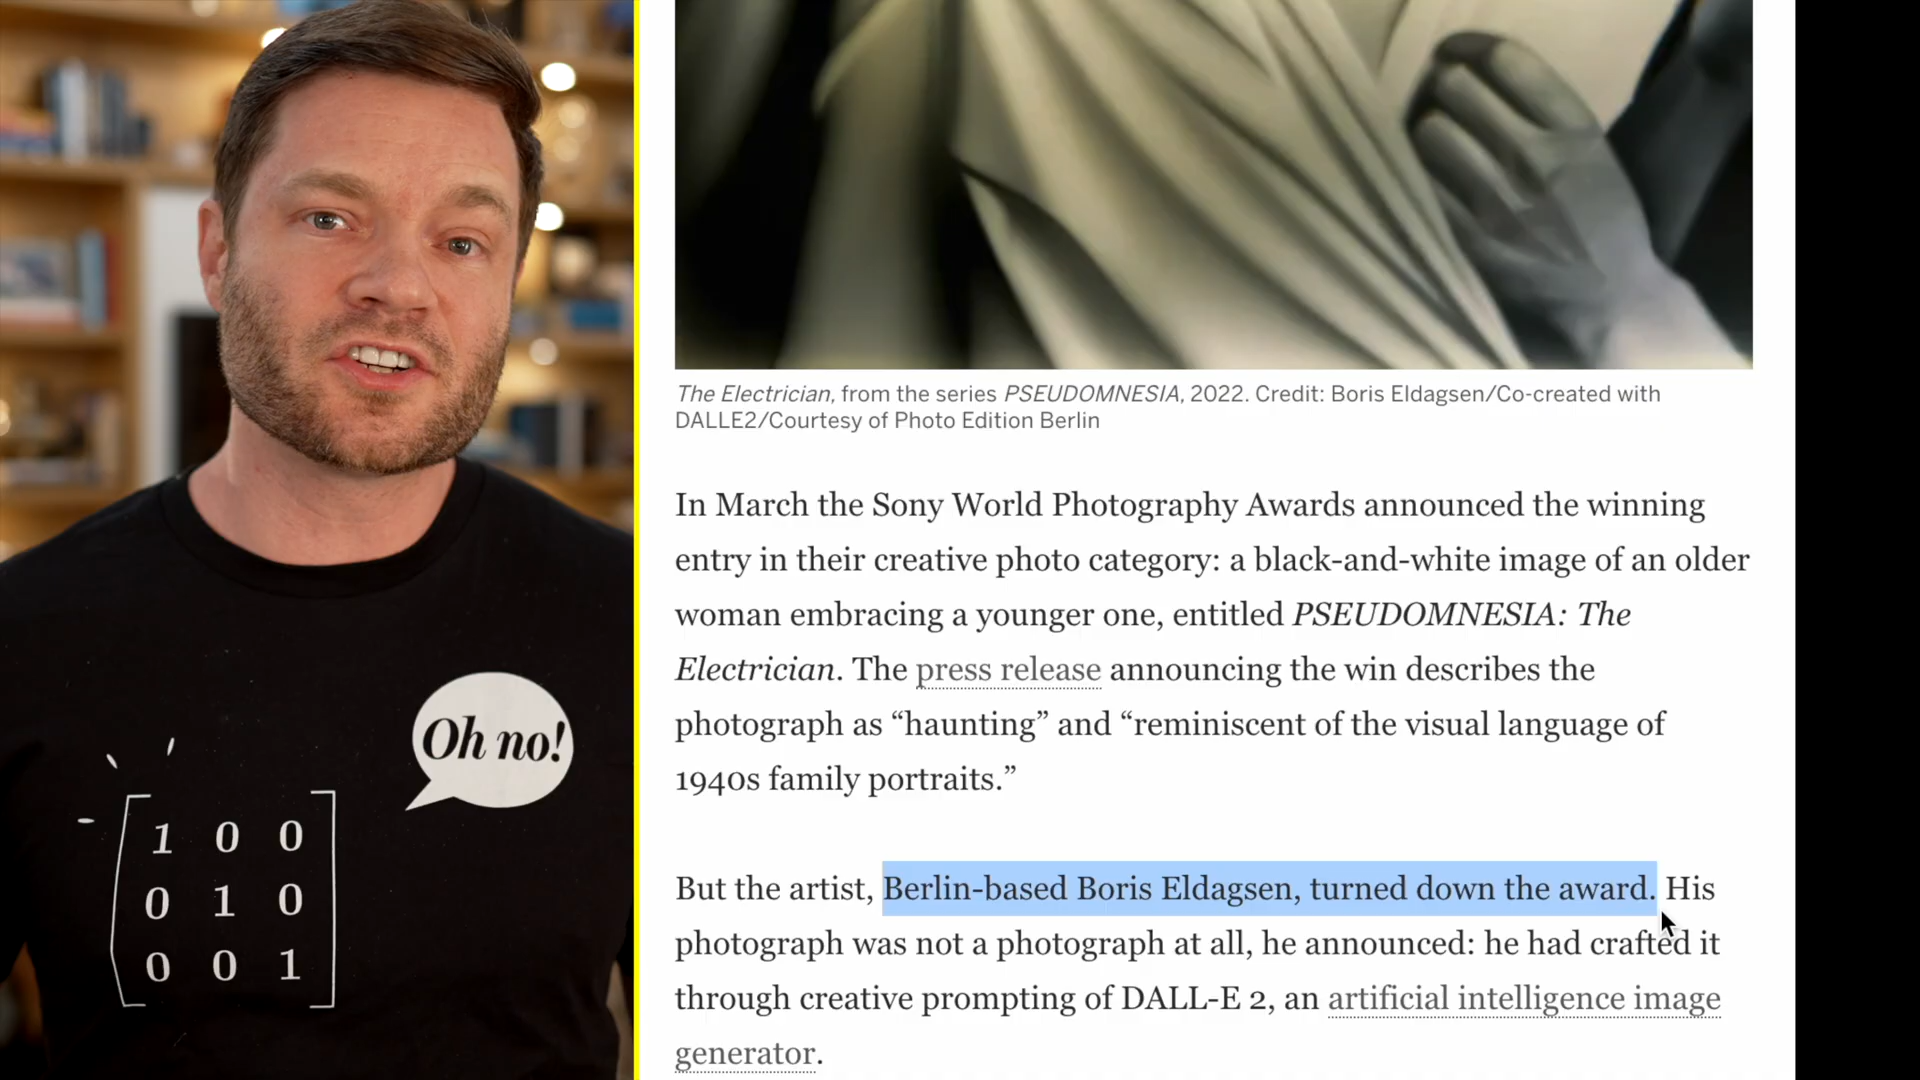 Oh no!
1 0 0
0 1 0
0 0 1
The Electrician, from the series PSEUDOMNESIA, 2022. Credit: Boris Eldagsen/Co-created with
DALLE2/Courtesy of Photo Edition Berlin
In March the Sony World Photography Awards announced the winning
entry in their creative photo category: a black-and-white image of an older
woman embracing a younger one, entitled PSEUDOMNESIA: The
Electrician. The press release announcing the win describes the
photograph as “haunting” and “reminiscent of the visual language of
1940s family portraits.”
But the artist, Berlin-based Boris Eldagsen, turned down the award. His
photograph was not a photograph at all, he announced: he had crafted it
through creative prompting of DALL-E 2, an artificial intelligence image
generator.